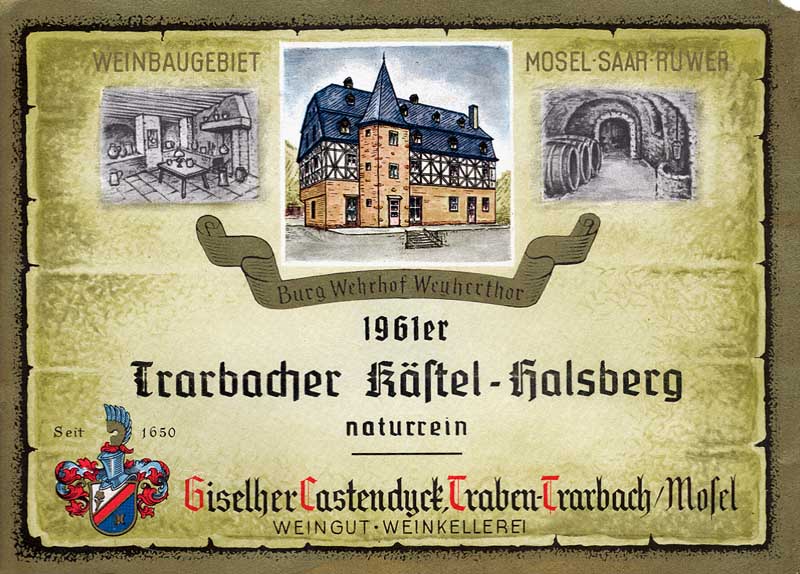 WEINBAUGEBIET
MOSEL-SAAR-RUWER
Burg Wehrhof Weyherthor
1961er
Trarbacher Käſtel-Halsberg
naturrein
Seit 1650
Giselher Castendyck, Traben-Trarbach/Moſel
WEINGUT·WEINKELLEREI